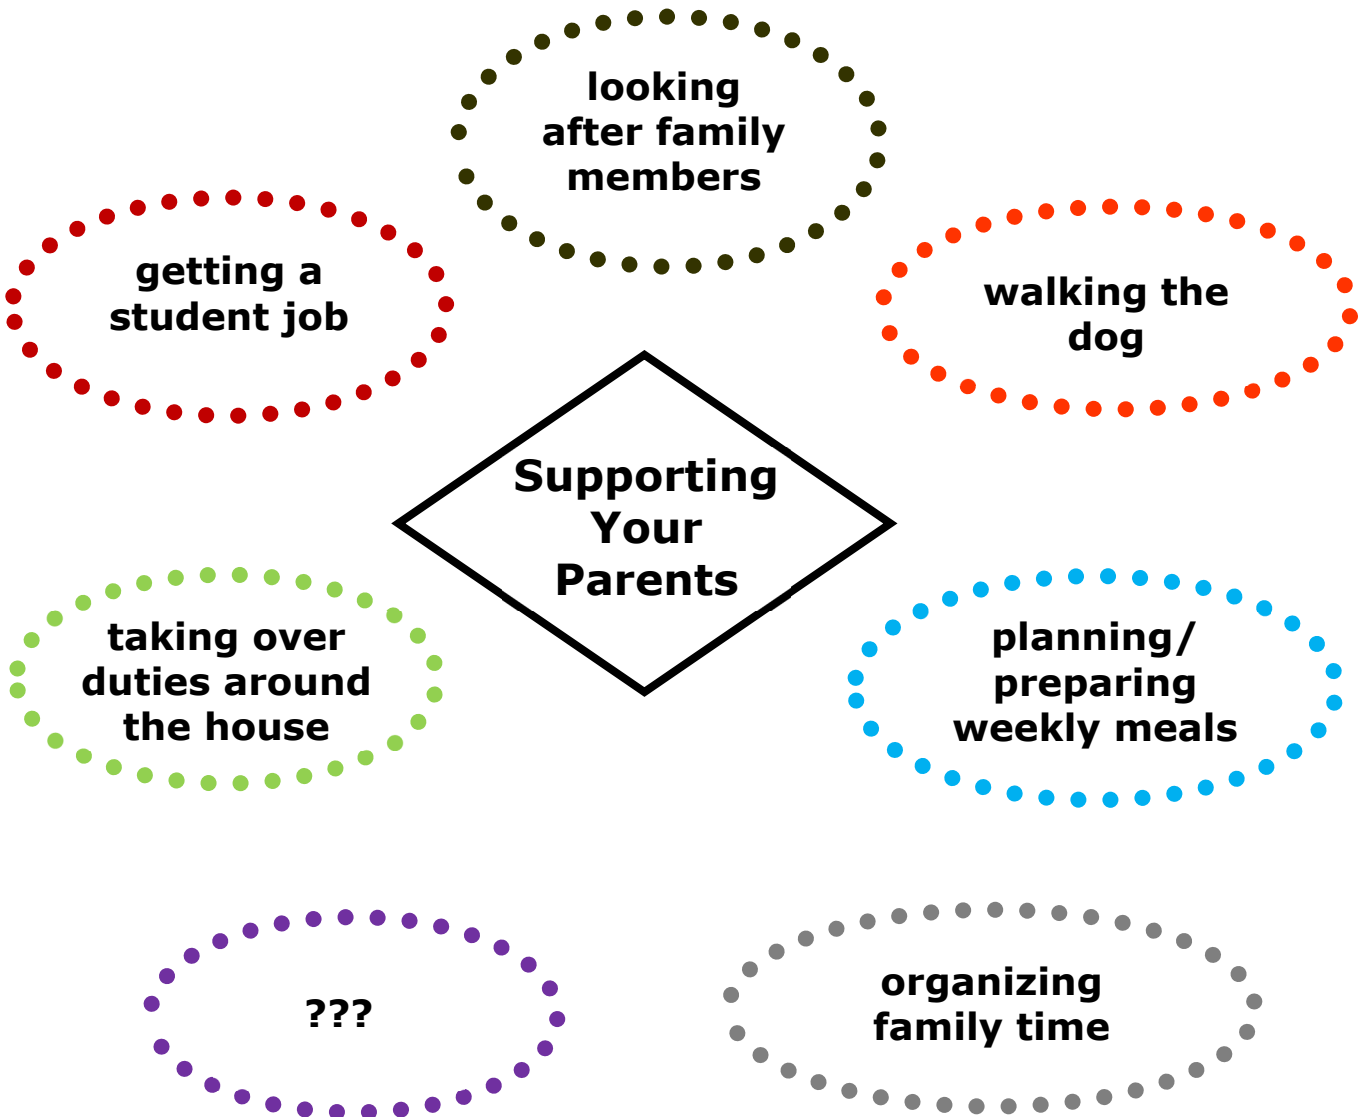 looking
after family
members
getting a
student job
walking the
dog
Supporting
Your
Parents
taking over
duties around
the house
planning/
preparing
weekly meals
???
organizing
family time